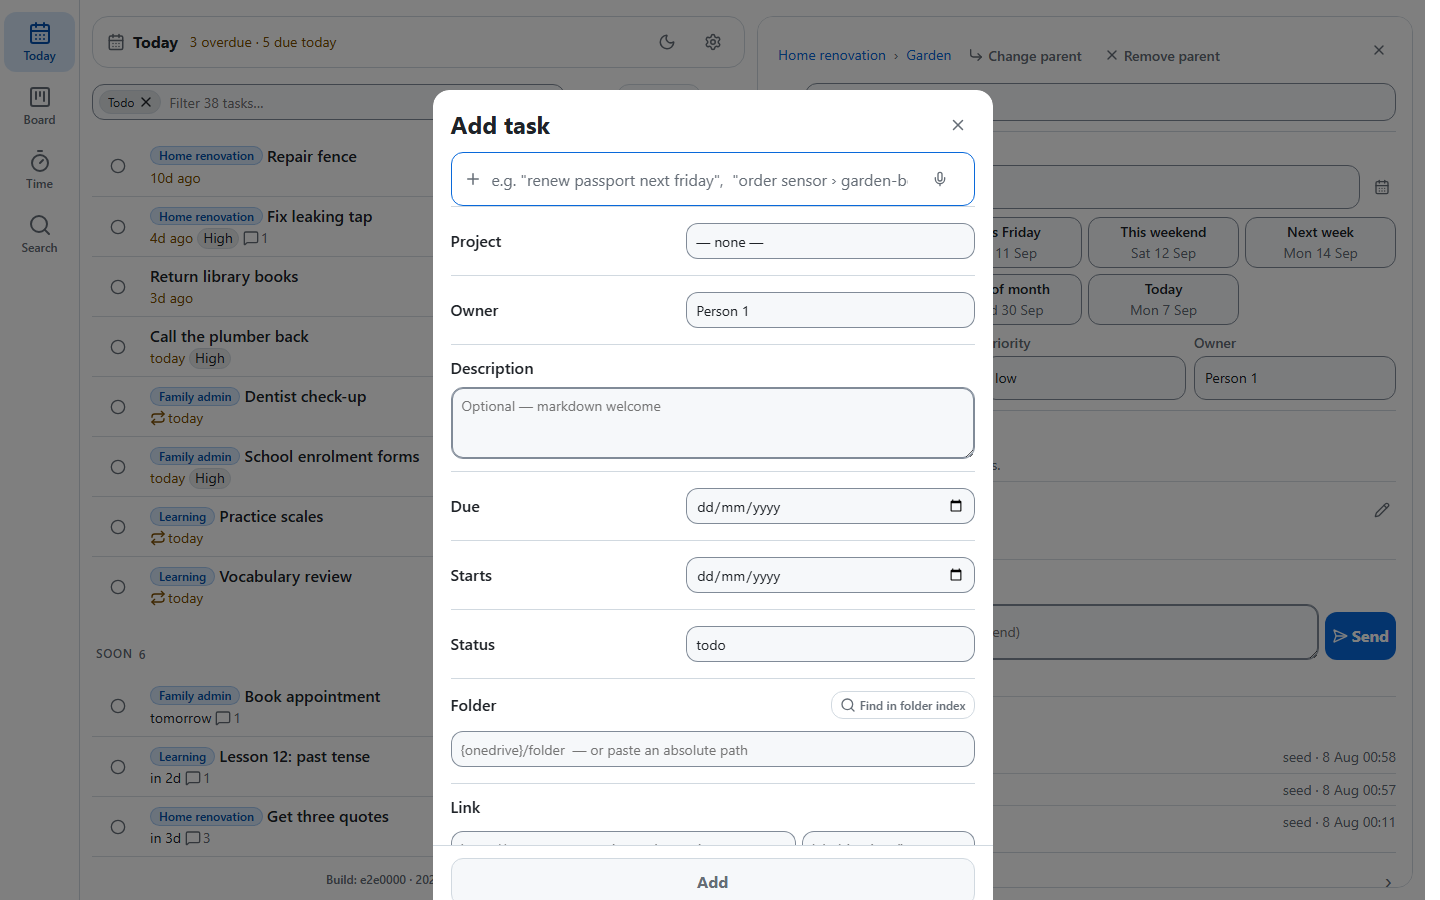 Today
Board
Time
Search
Today 3 overdue · 5 due today
Todo Filter 38 tasks...
Home renovation Repair fence
10d ago
Home renovation Fix leaking tap
4d ago High 1
Return library books
3d ago
Call the plumber back
today High
Family admin Dentist check-up
today
Family admin School enrolment forms
today High
Learning Practice scales
today
Learning Vocabulary review
today
SOON 6
Family admin Book appointment
tomorrow 1
Learning Lesson 12: past tense
in 2d 1
Home renovation Get three quotes
in 3d 3
Build: e2e0000 ·
Add task
e.g. "renew passport next friday", "order sensor › garden-b
Project
— none —
Owner
Person 1
Description
Optional — markdown welcome
Due
dd/mm/yyyy
Starts
dd/mm/yyyy
Status
todo
Folder
Find in folder index
{onedrive}/folder — or paste an absolute path
Link
Add
Home renovation › Garden Change parent Remove parent
Friday
11 Sep
This weekend
Sat 12 Sep
Next week
Mon 14 Sep
of month
30 Sep
Today
Mon 7 Sep
Owner
low
Person 1
Send
seed · 8 Aug 00:58
seed · 8 Aug 00:57
seed · 8 Aug 00:11